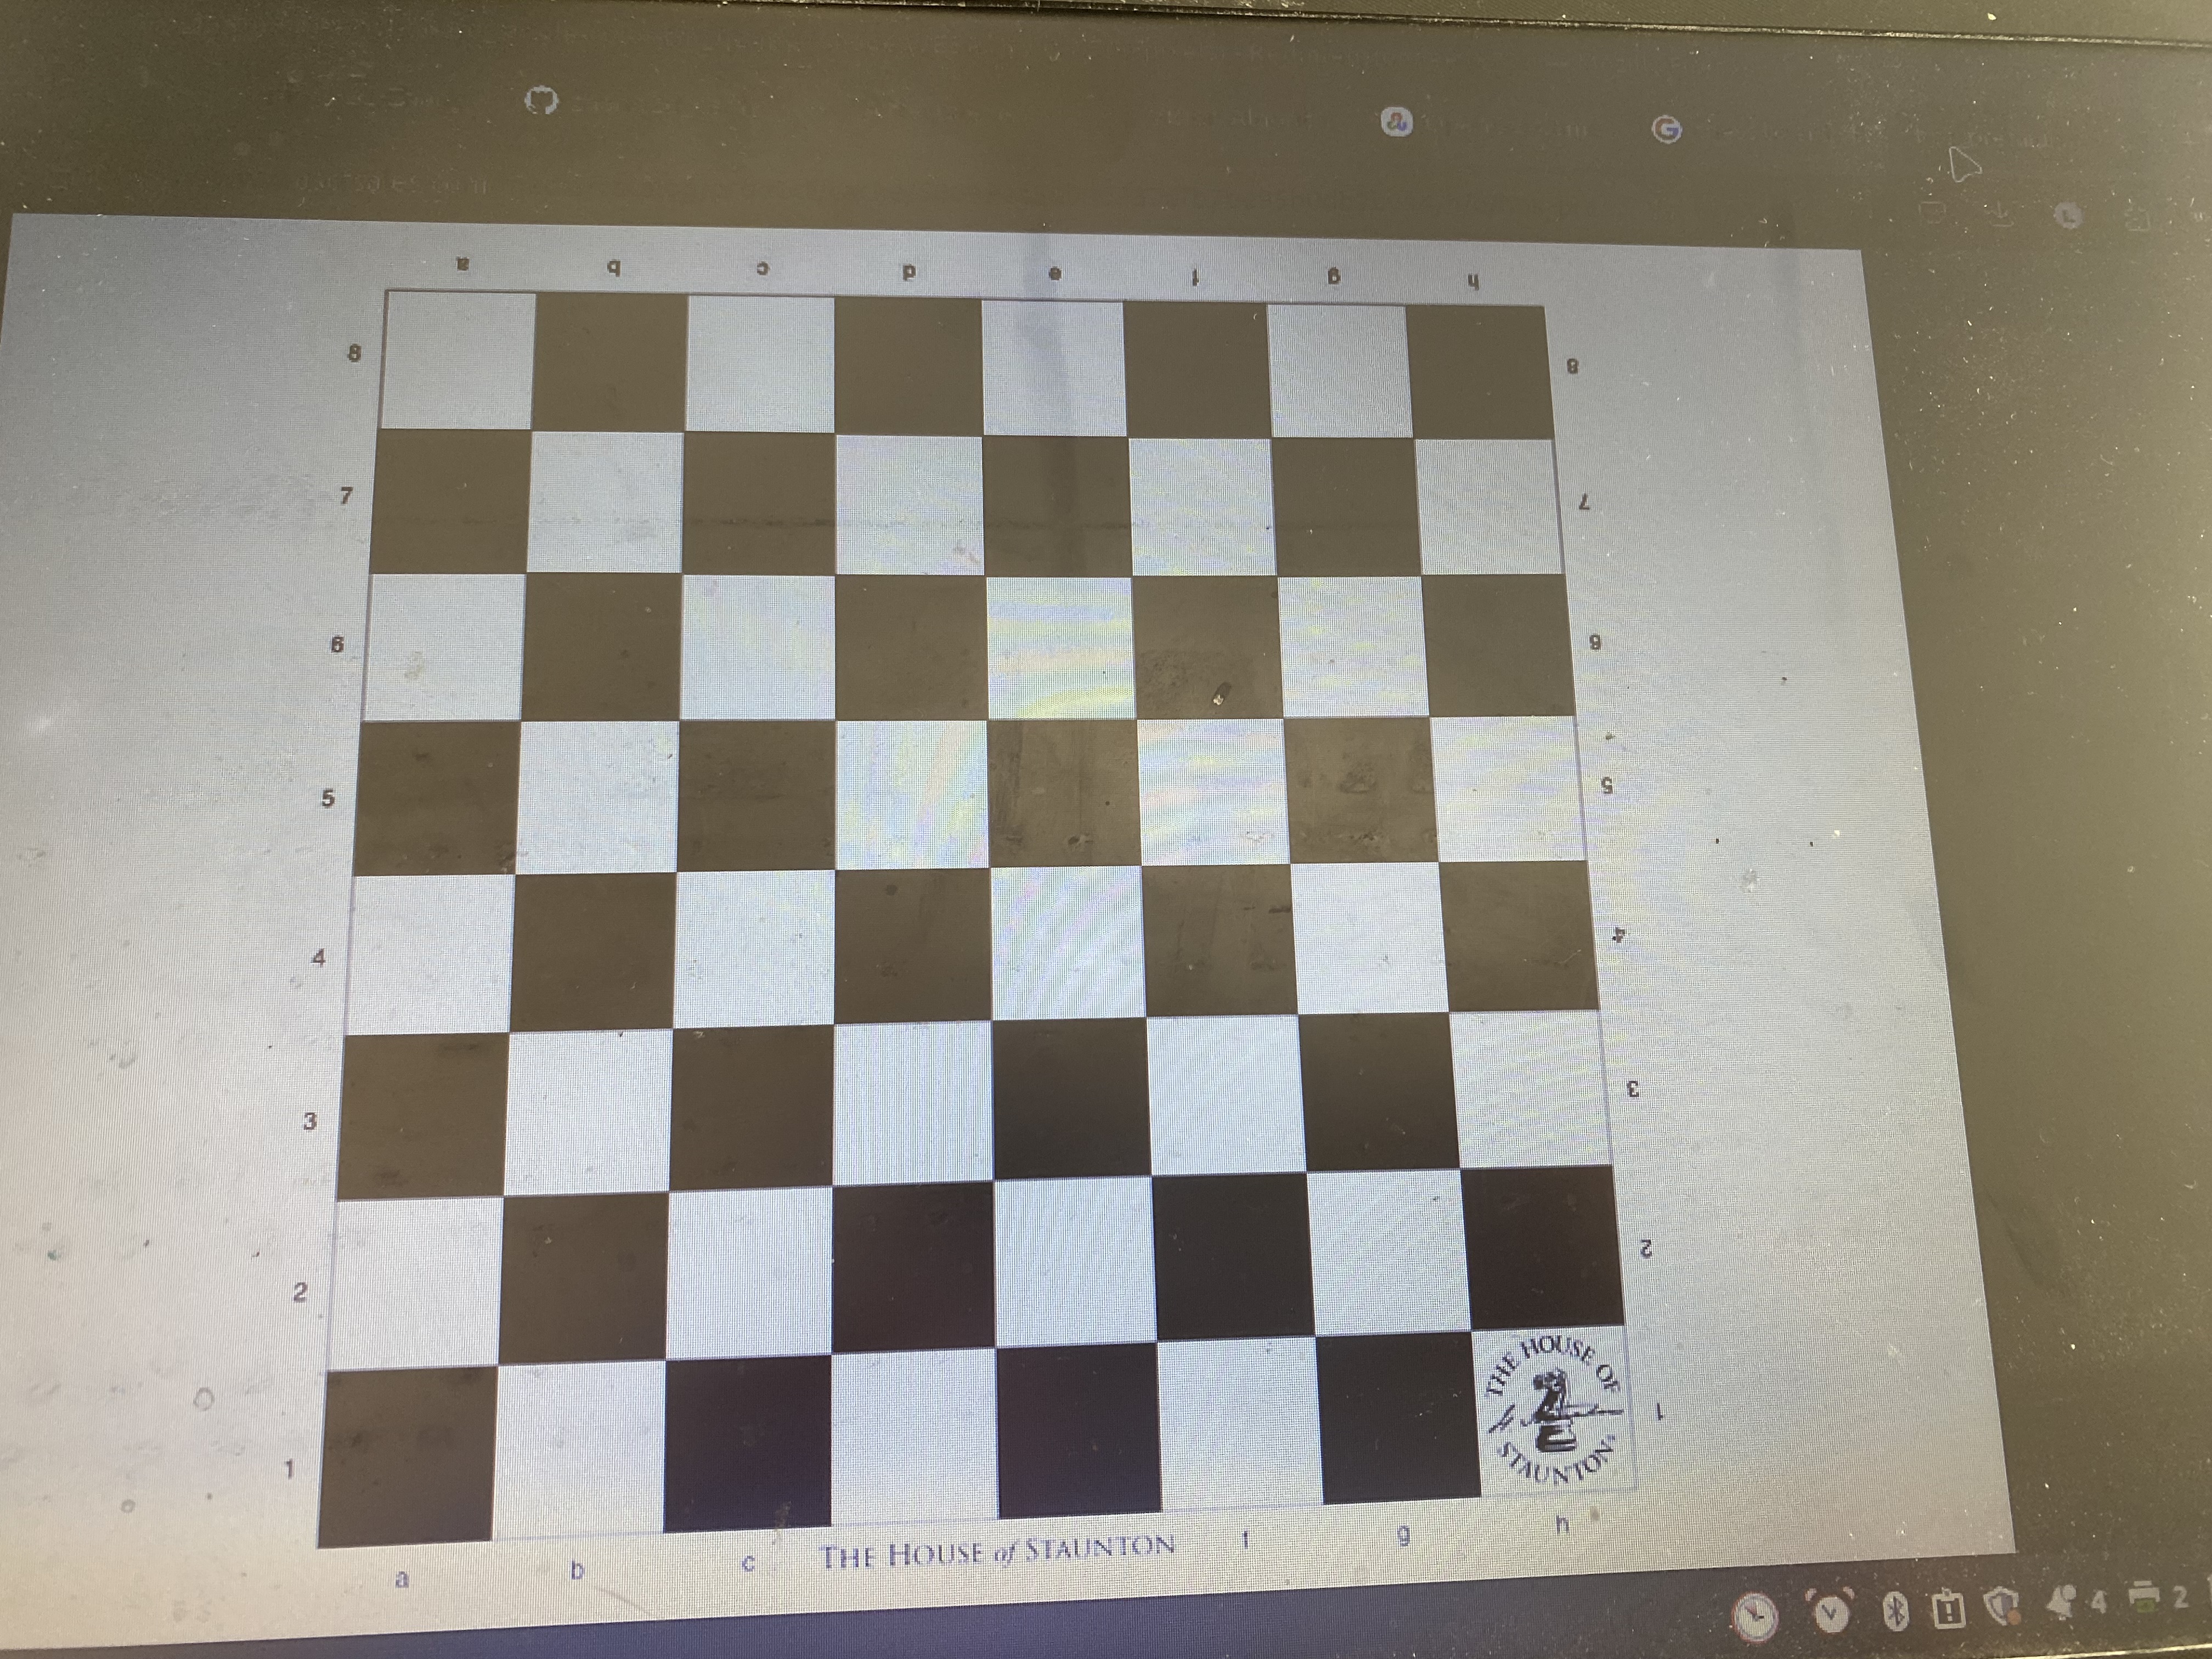 a b c d e f g h
8 8
7 7
6 6
5 5
4 4
3 3
2 2
THE HOUSE OF
STAUNTON
1 1
a b c THE HOUSE of STAUNTON f g h
4 2